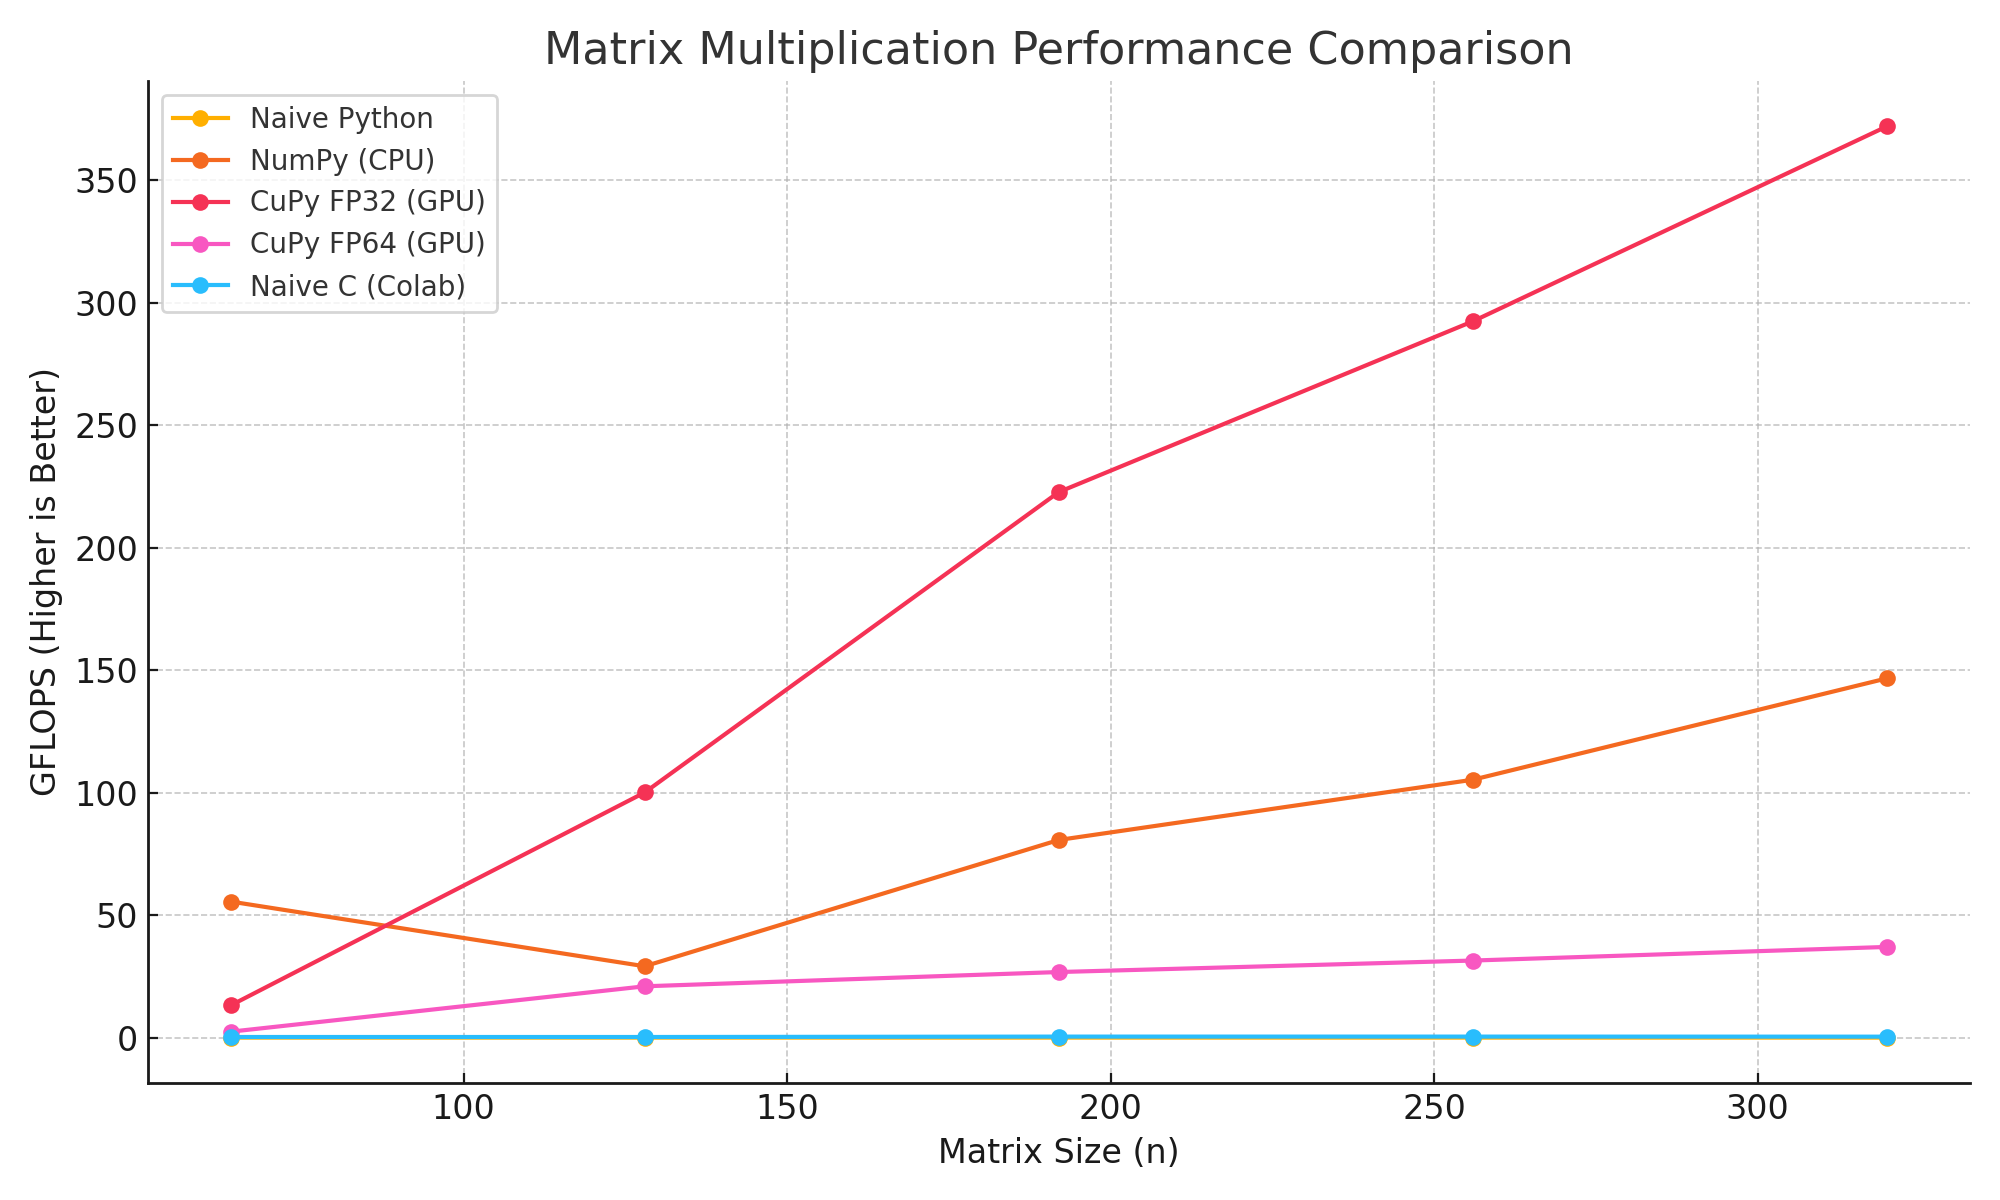 Matrix Multiplication Performance Comparison
Naive Python
NumPy (CPU)
CuPy FP32 (GPU)
CuPy FP64 (GPU)
Naive C (Colab)
GFLOPS (Higher is Better)
350
300
250
200
150
100
50
0
100
150
200
250
300
Matrix Size (n)